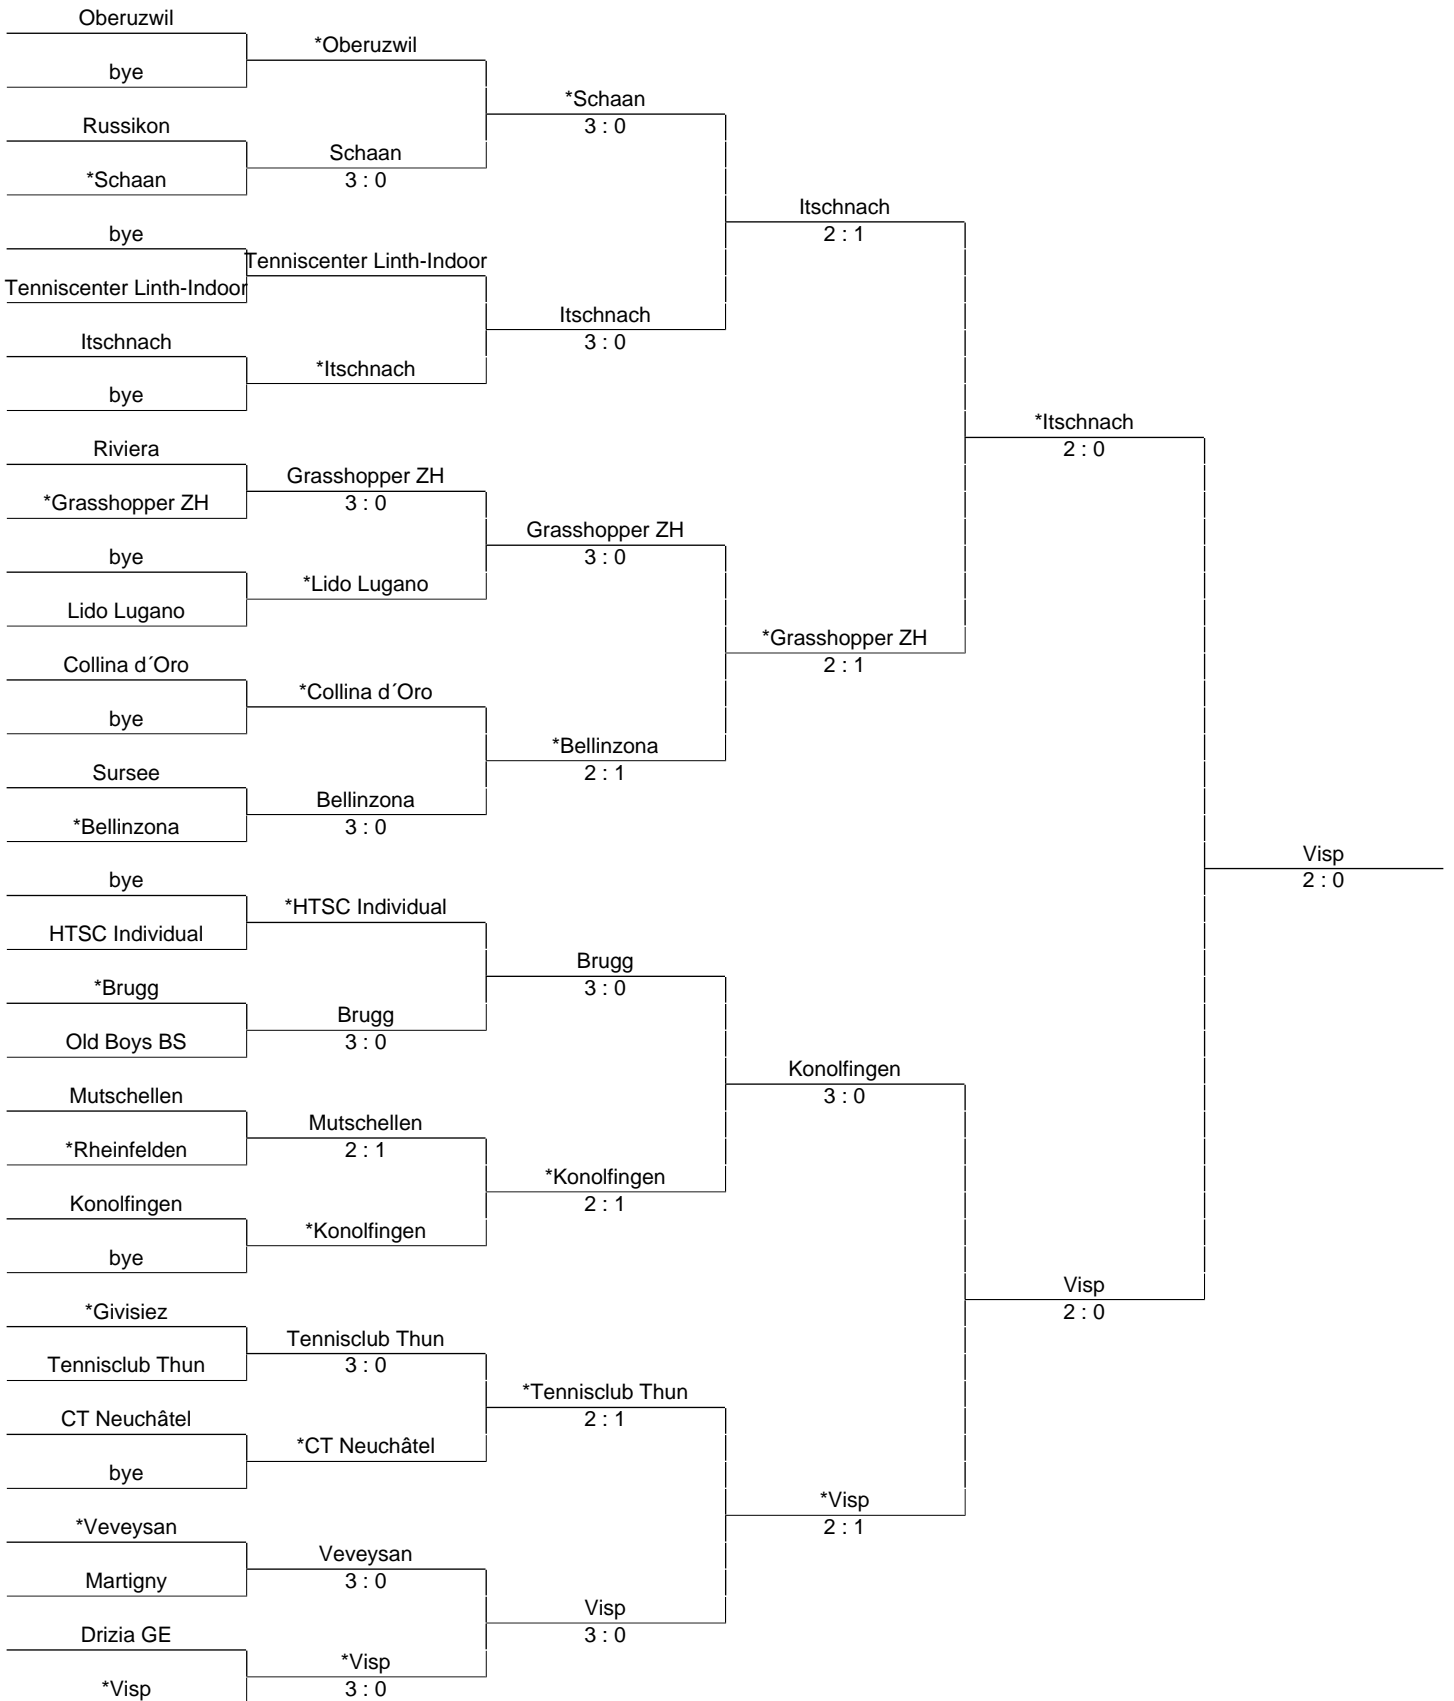 Oberuzwil
bye
Russikon
*Schaan
bye
Tenniscenter Linth-Indoor
Itschnach
bye
Riviera
*Grasshopper ZH
bye
Lido Lugano
Collina d´Oro
bye
Sursee
*Bellinzona
bye
HTSC Individual
*Brugg
Old Boys BS
Mutschellen
*Rheinfelden
Konolfingen
bye
*Givisiez
Tennisclub Thun
CT Neuchâtel
bye
*Veveysan
Martigny
Drizia GE
*Visp
*Oberuzwil
Schaan
3 : 0
Tenniscenter Linth-Indoor
*Itschnach
Grasshopper ZH
3 : 0
*Lido Lugano
*Collina d´Oro
Bellinzona
3 : 0
*HTSC Individual
Brugg
3 : 0
Mutschellen
2 : 1
*Konolfingen
Tennisclub Thun
3 : 0
*CT Neuchâtel
Veveysan
3 : 0
*Visp
3 : 0
*Schaan
3 : 0
Itschnach
3 : 0
Grasshopper ZH
3 : 0
*Bellinzona
2 : 1
Brugg
3 : 0
*Konolfingen
2 : 1
*Tennisclub Thun
2 : 1
Visp
3 : 0
Itschnach
2 : 1
*Grasshopper ZH
2 : 1
Konolfingen
3 : 0
*Visp
2 : 1
*Itschnach
2 : 0
Visp
2 : 0
Visp
2 : 0